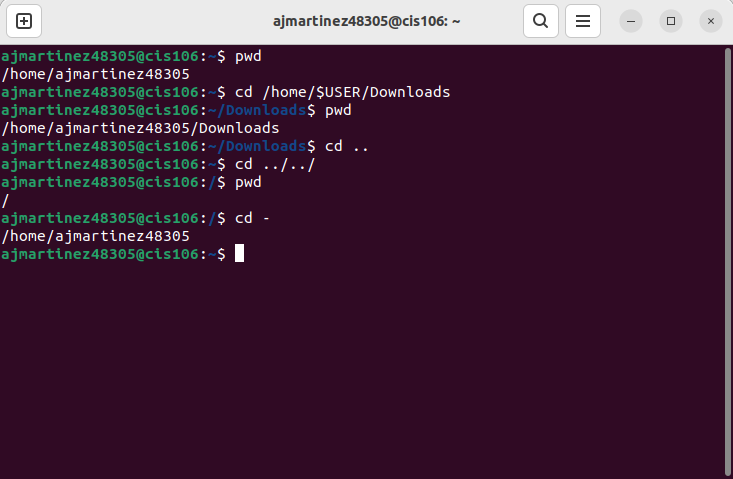 ajmartinez48305@cis106: ~
ajmartinez48305@cis106:~$ pwd
/home/ajmartinez48305
ajmartinez48305@cis106:~$ cd /home/$USER/Downloads
ajmartinez48305@cis106:~/Downloads$ pwd
/home/ajmartinez48305/Downloads
ajmartinez48305@cis106:~/Downloads$ cd ..
ajmartinez48305@cis106:~$ cd ../../
ajmartinez48305@cis106:/$ pwd
/
ajmartinez48305@cis106:/$ cd -
/home/ajmartinez48305
ajmartinez48305@cis106:~$